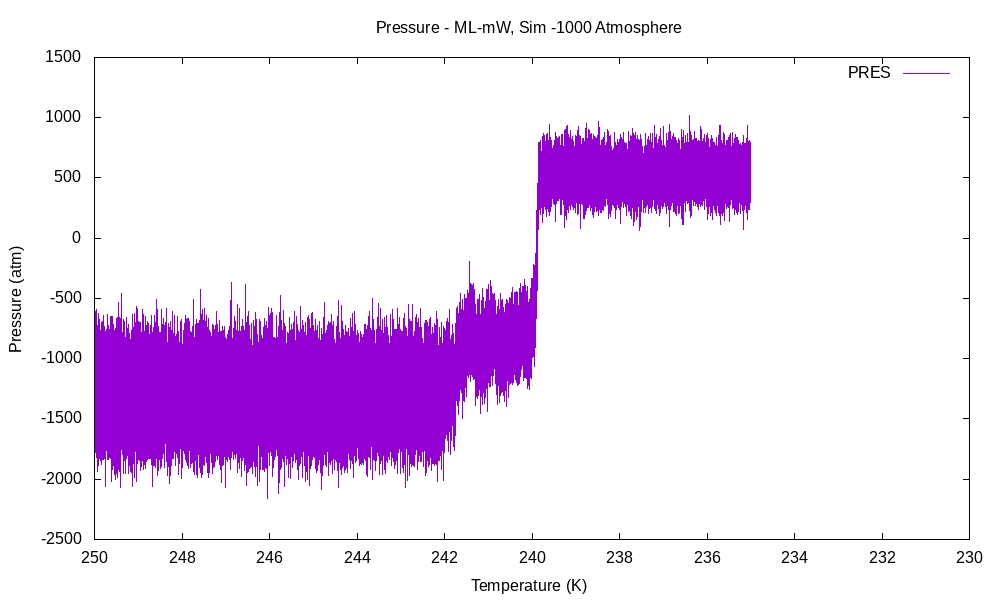 Pressure - ML-mW, Sim -1000 Atmosphere
PRES
1500
1000
500
0
-500
-1000
-1500
-2000
-2500
Pressure (atm)
250 248 246 244 242 240 238 236 234 232 230
Temperature (K)